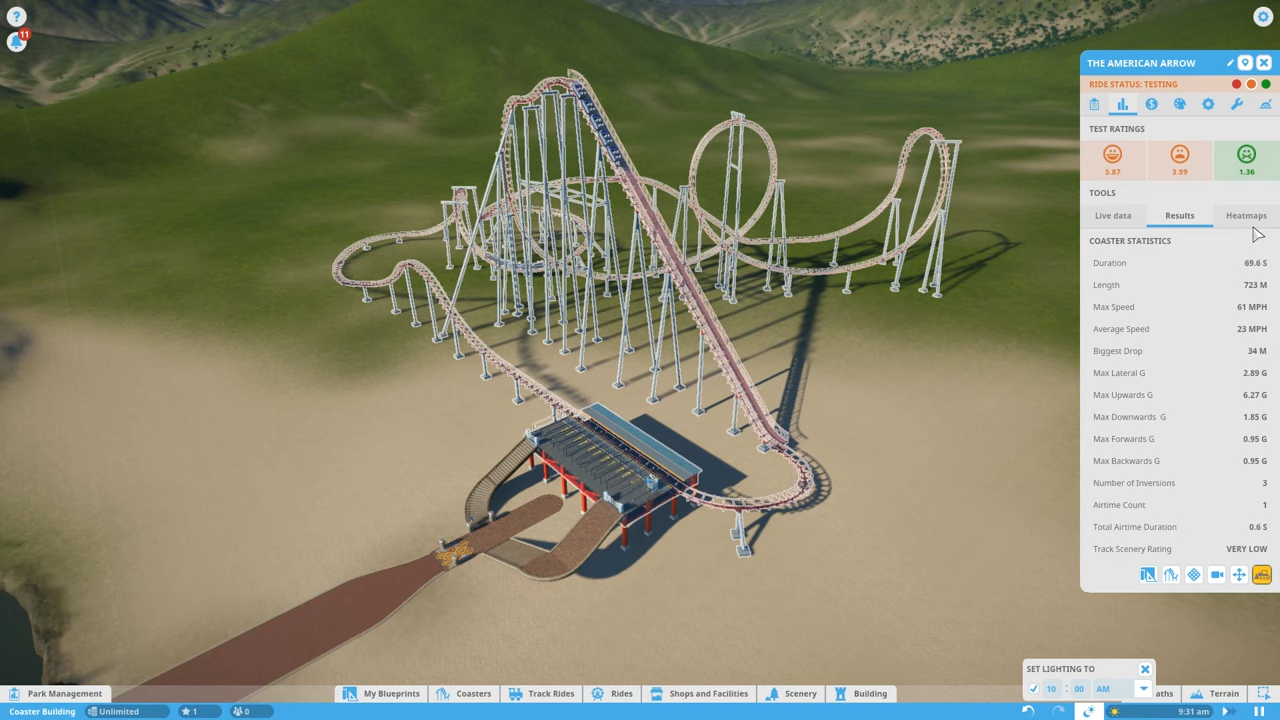 ?
11
THE AMERICAN ARROW
RIDE STATUS: TESTING
TEST RATINGS
5.87 3.99 1.36
TOOLS
Live data Results Heatmaps
COASTER STATISTICS
Duration 69.6 S
Length 723 M
Max Speed 61 MPH
Average Speed 23 MPH
Biggest Drop 34 M
Max Lateral G 2.89 G
Max Upwards G 6.27 G
Max Downwards G 1.85 G
Max Forwards G 0.95 G
Max Backwards G 0.95 G
Number of Inversions 3
Airtime Count 1
Total Airtime Duration 0.6 S
Track Scenery Rating VERY LOW
SET LIGHTING TO
10 : 00 AM
Park Management My Blueprints Coasters Track Rides Rides Shops and Facilities Scenery Building aths Terrain
Coaster Building Unlimited 1 0 9:31 am